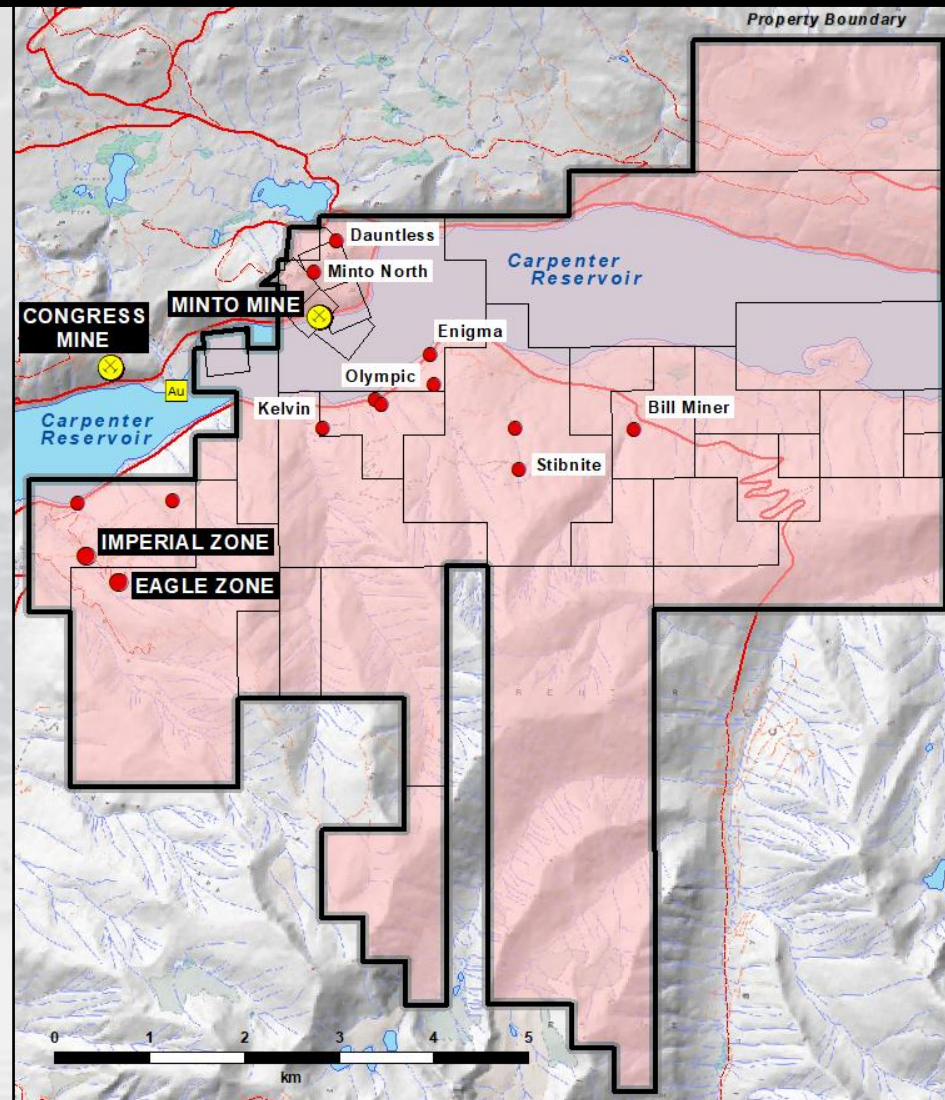 Property Boundary
Dauntless
Carpenter
Reservoir
Minto North
MINTO MINE
CONGRESS
MINE
Enigma
Olympic
Au
Kelvin
Bill Miner
Carpenter
Reservoir
Stibnite
IMPERIAL ZONE
EAGLE ZONE
0 1 2 3 4 5
km